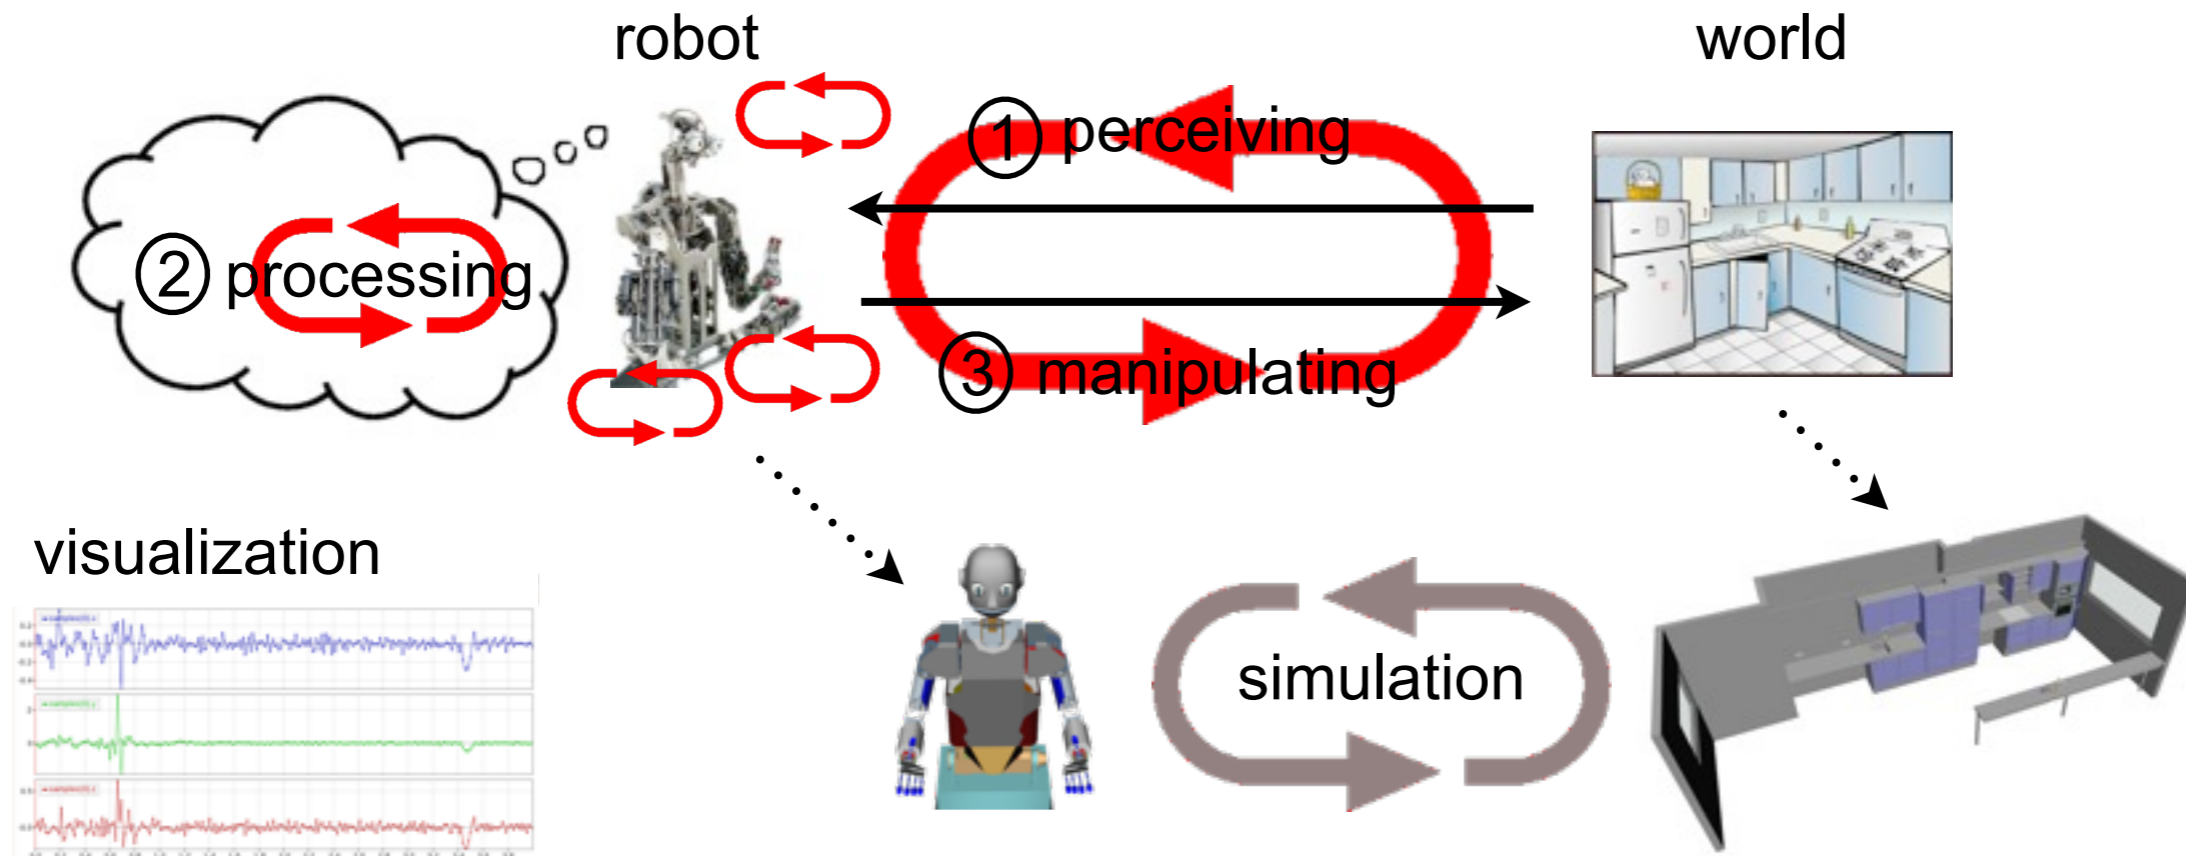 robot
world
1 perceiving
2 processing
3 manipulating
visualization
simulation